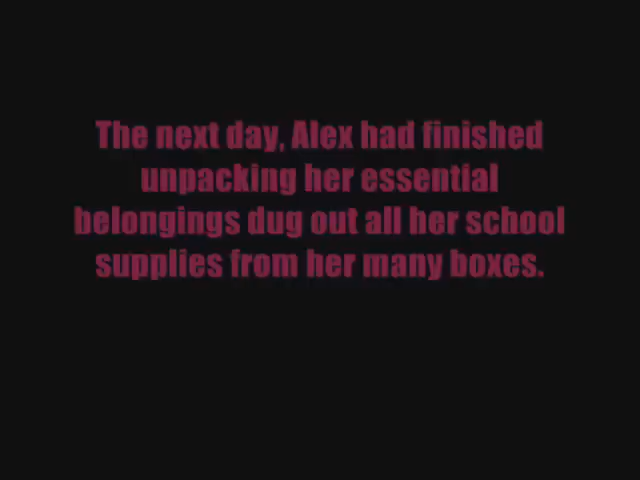 The next day, Alex had finished
unpacking her essential
belongings dug out all her school
supplies from her many boxes.